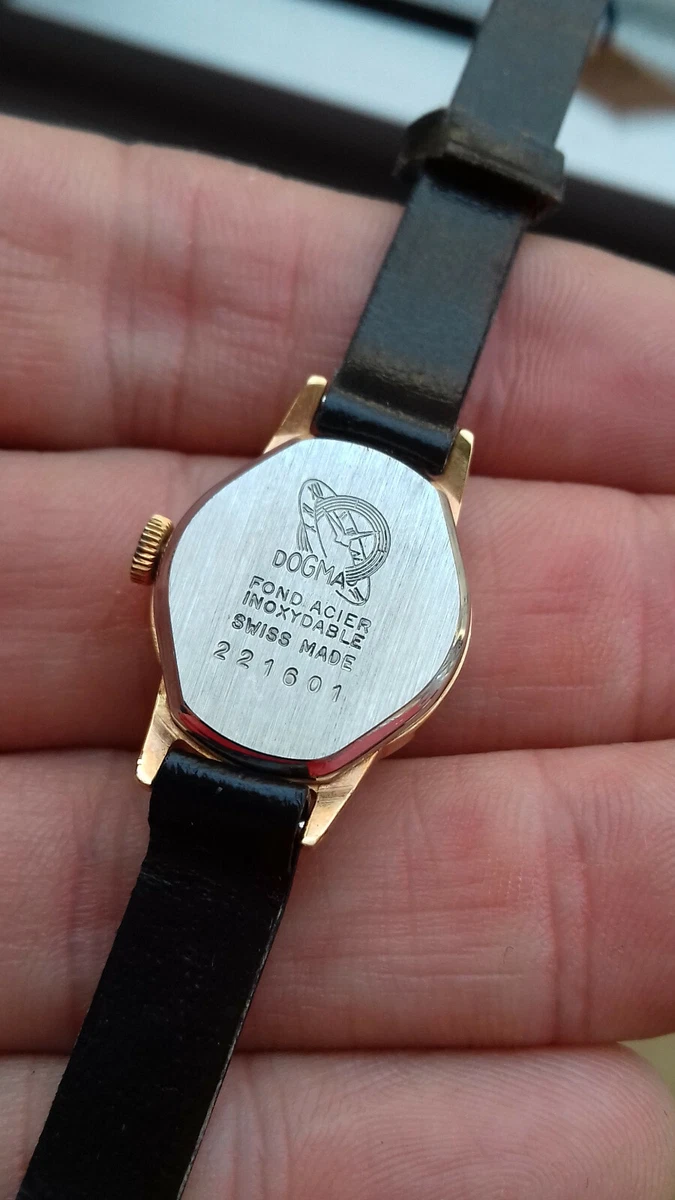 DOGMA
FOND ACIER
INOXYDABLE
SWISS MADE
221601